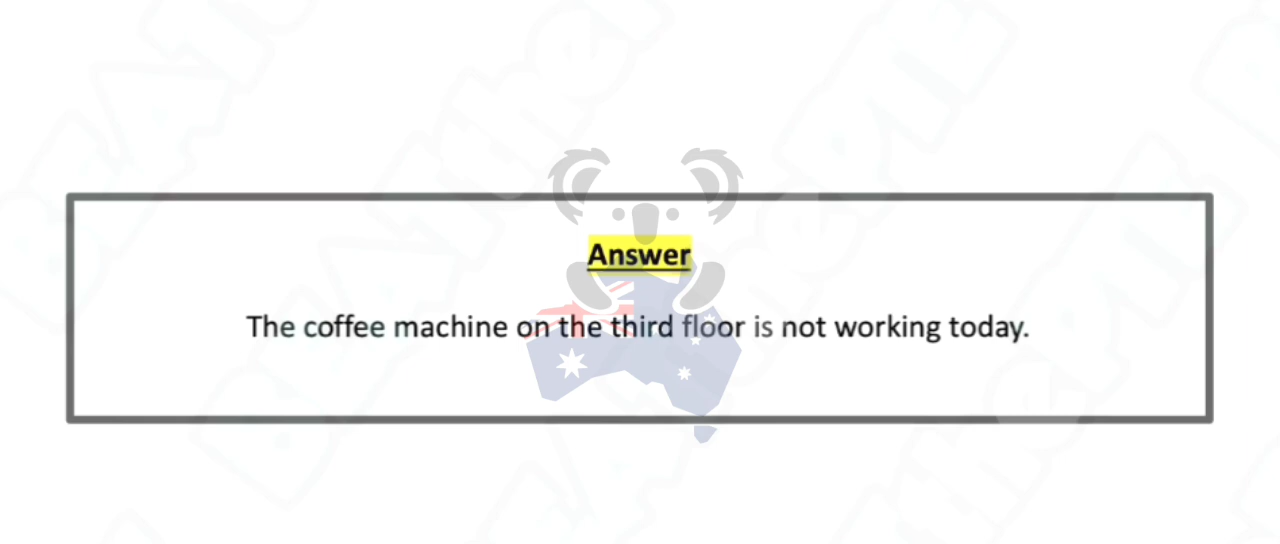 Answer
The coffee machine on the third floor is not working today.